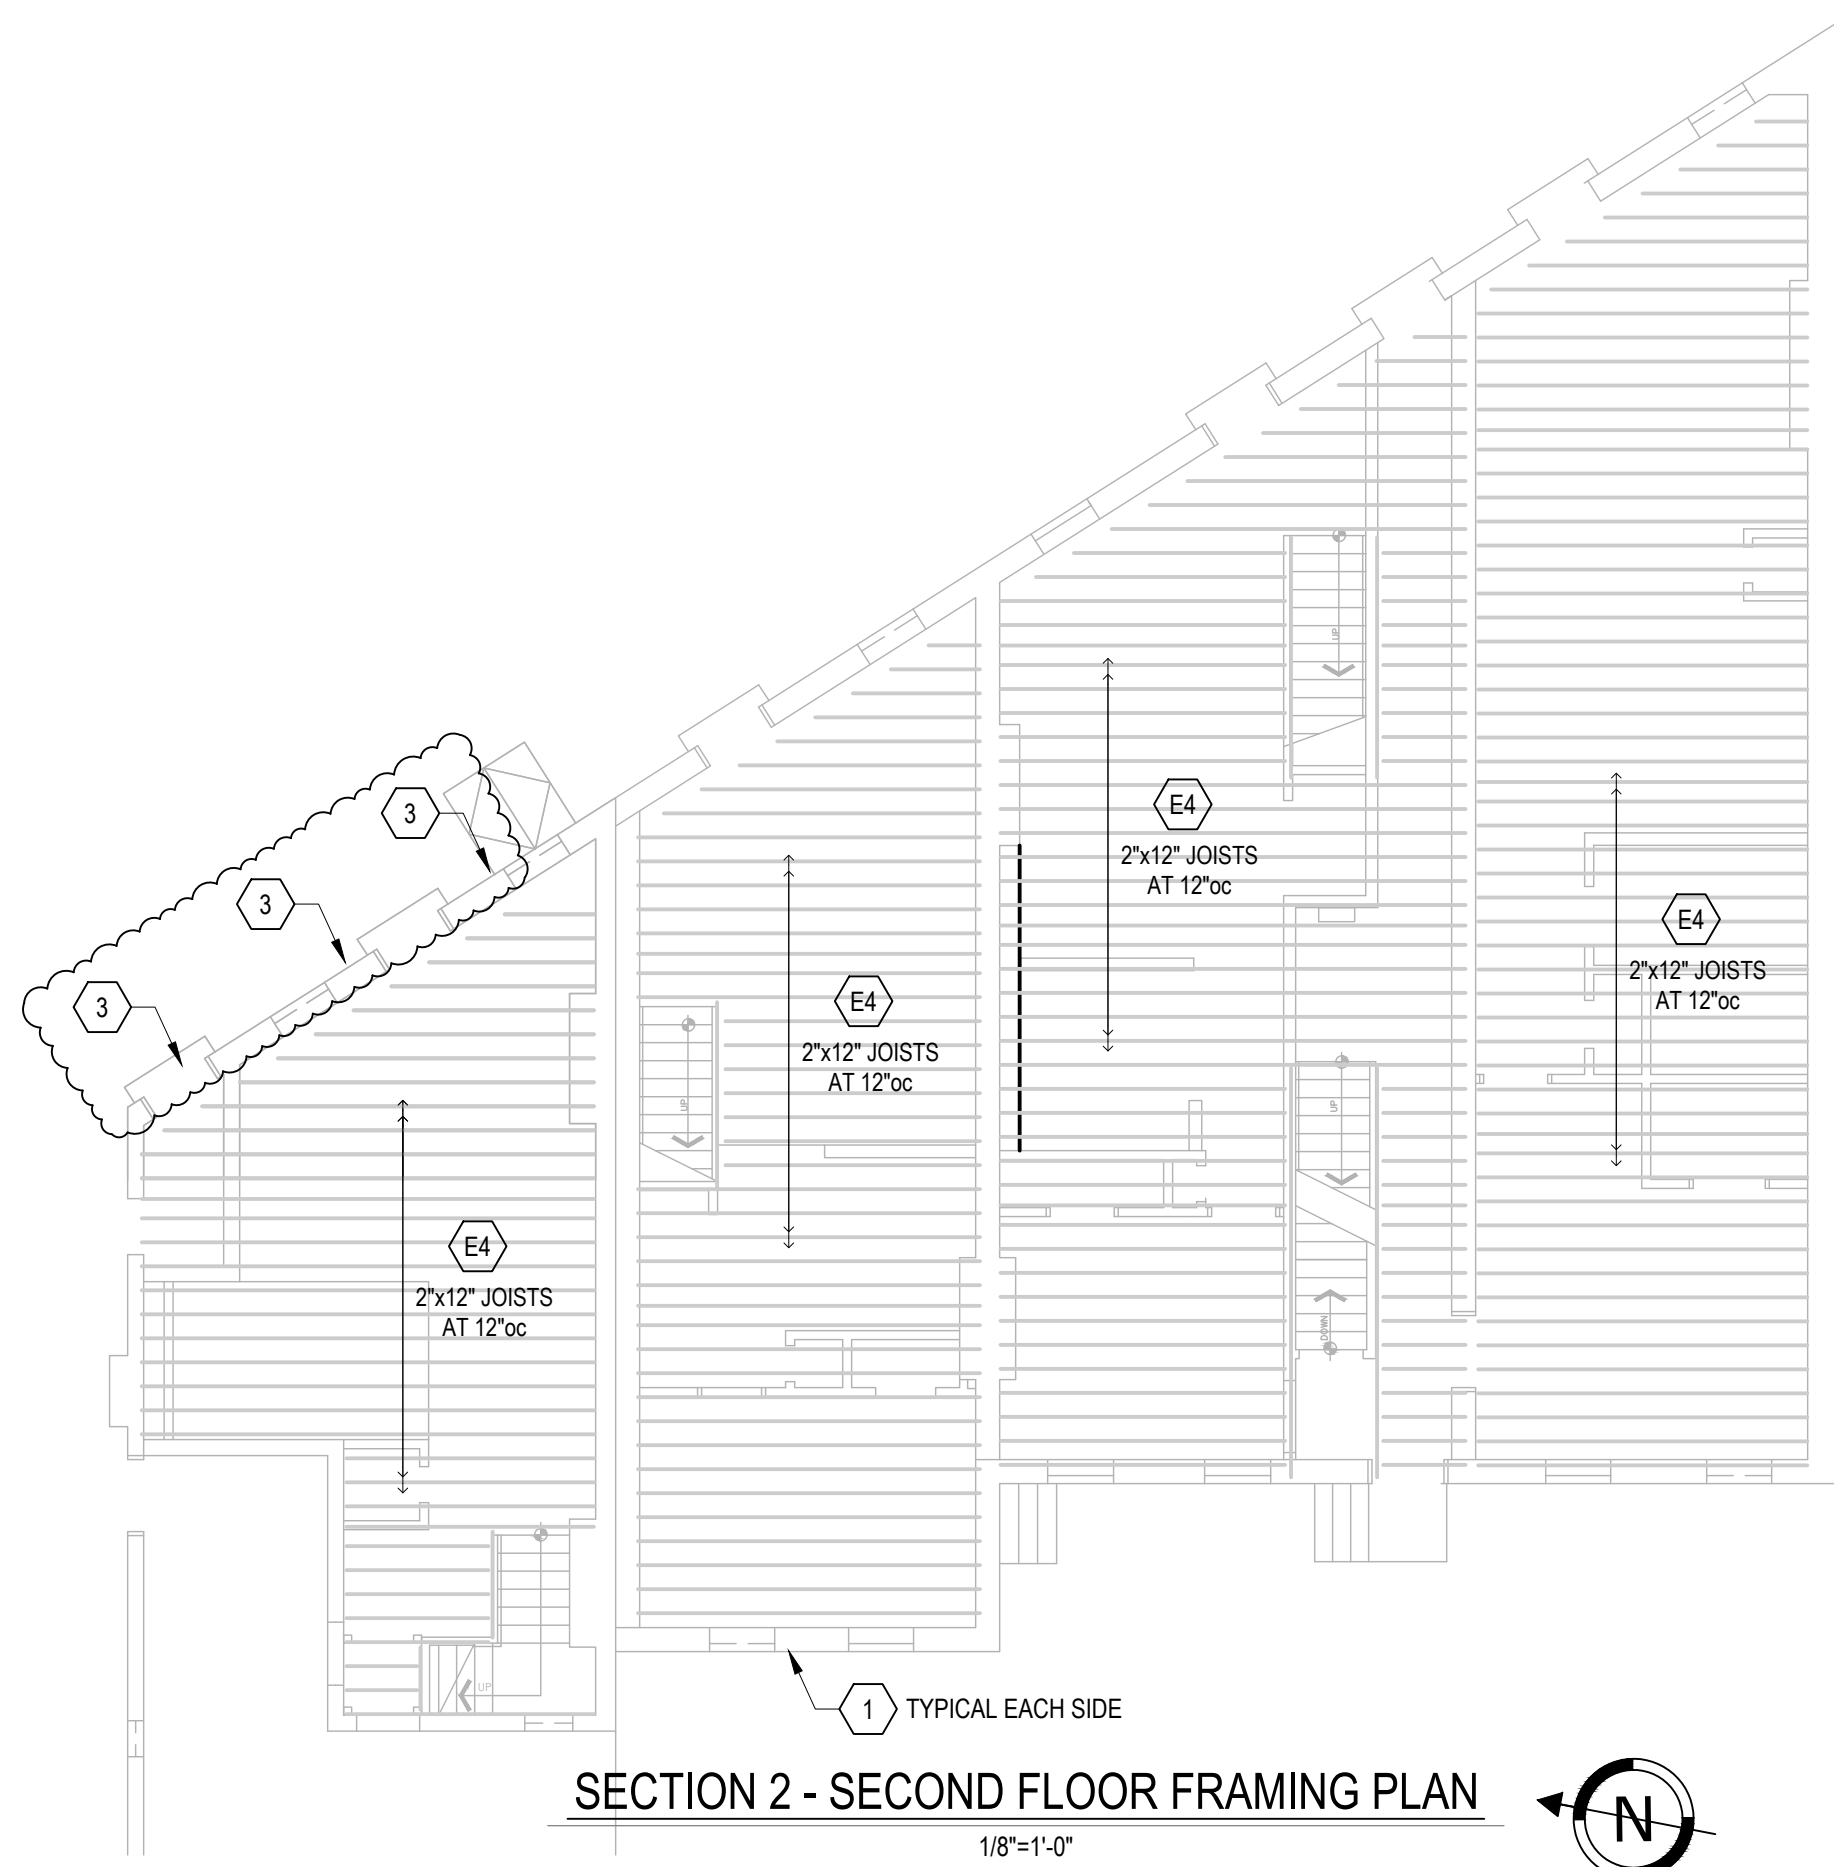 UP
E4
2"x12" JOISTS
AT 12"oc
3
3
3
E4
2"x12" JOISTS
AT 12"oc
E4
2"x12" JOISTS
AT 12"oc
UP
UP
E4
2"x12" JOISTS
AT 12"oc
DOWN
UP
1 TYPICAL EACH SIDE
SECTION 2 - SECOND FLOOR FRAMING PLAN
1/8"=1'-0"
N